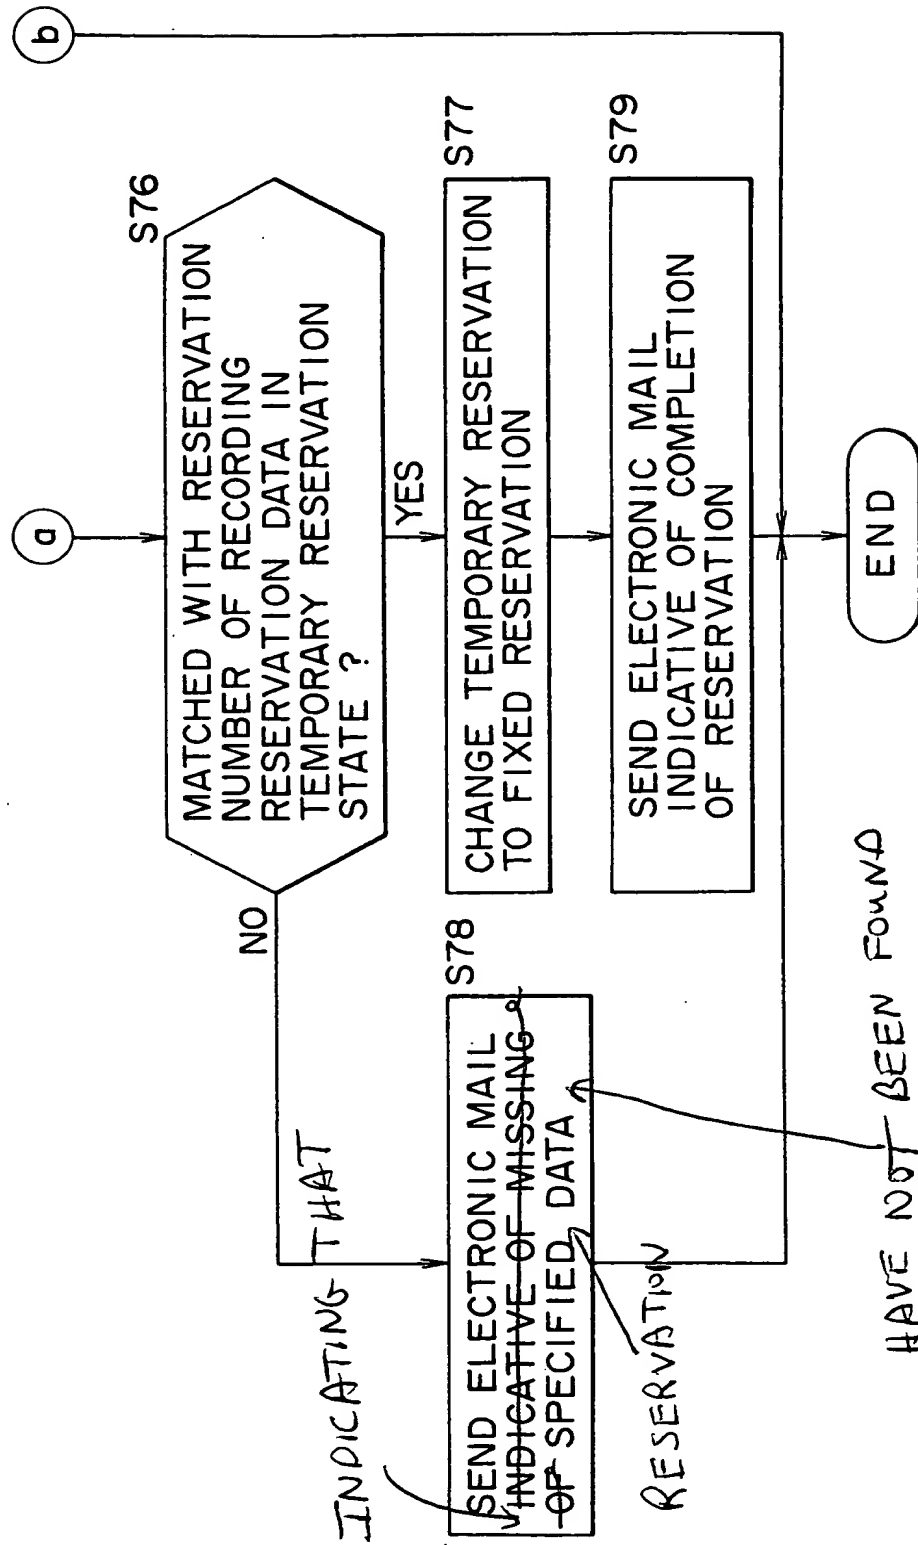 a
b
S76
MATCHED WITH RESERVATION
NUMBER OF RECORDING
RESERVATION DATA IN
TEMPORARY RESERVATION
STATE ?
NO
YES
S77
CHANGE TEMPORARY RESERVATION
TO FIXED RESERVATION
S78
SEND ELECTRONIC MAIL
INDICATIVE OF MISSING
OF SPECIFIED DATA
INDICATING THAT
RESERVATION
HAVE NOT BEEN FOUND
S79
SEND ELECTRONIC MAIL
INDICATIVE OF COMPLETION
OF RESERVATION
END